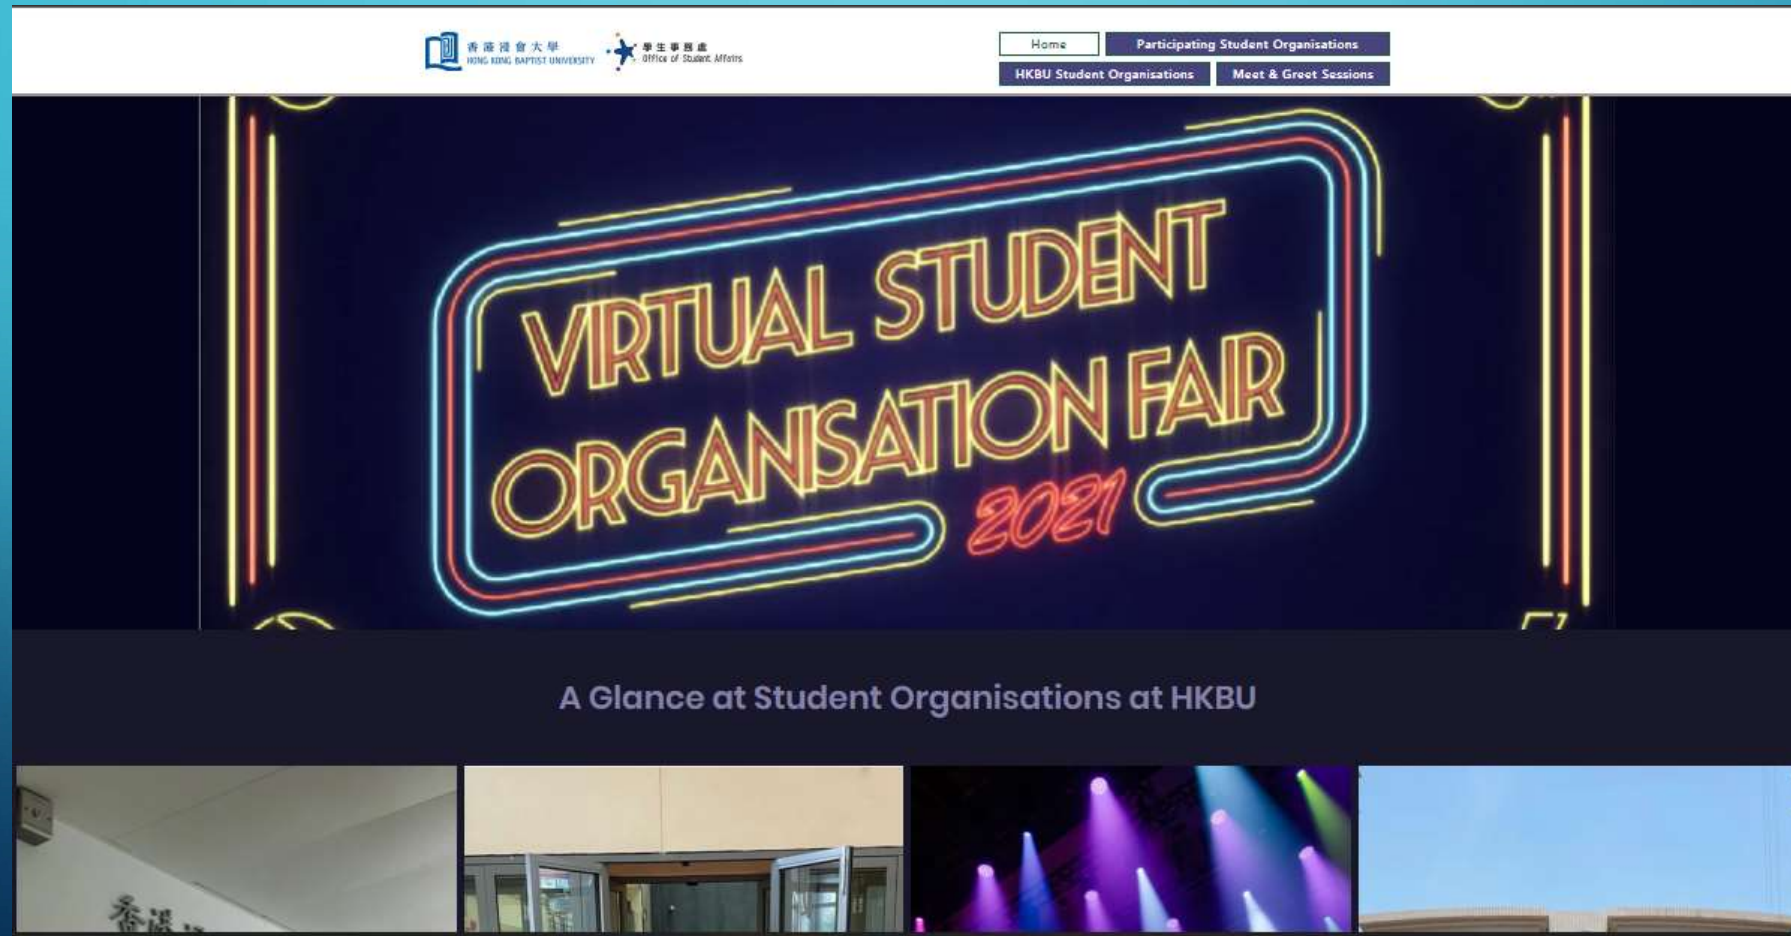 香港浸會大學
HONG KONG BAPTIST UNIVERSITY
學生事務處
Office of Student Affairs
Home
Participating Student Organisations
HKBU Student Organisations
Meet & Greet Sessions
VIRTUAL STUDENT
ORGANISATION FAIR
2021
A Glance at Student Organisations at HKBU
香港